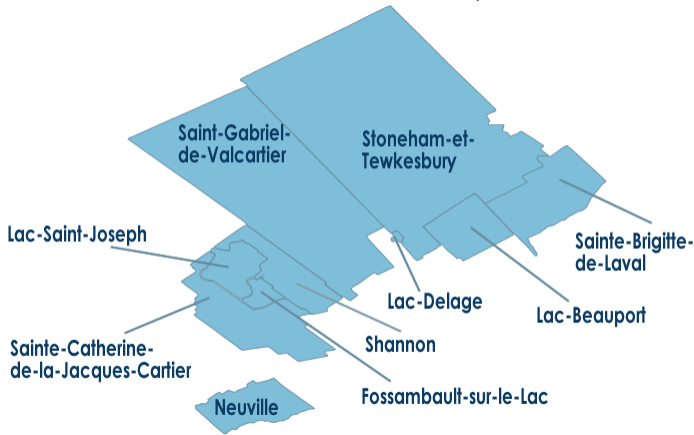 Saint-Gabriel-
de-Valcartier
Stoneham-et-
Tewkesbury
Lac-Saint-Joseph
Sainte-Brigitte-
de-Laval
Lac-Delage
Lac-Beauport
Shannon
Sainte-Catherine-
de-la-Jacques-Cartier
Fossambault-sur-le-Lac
Neuville